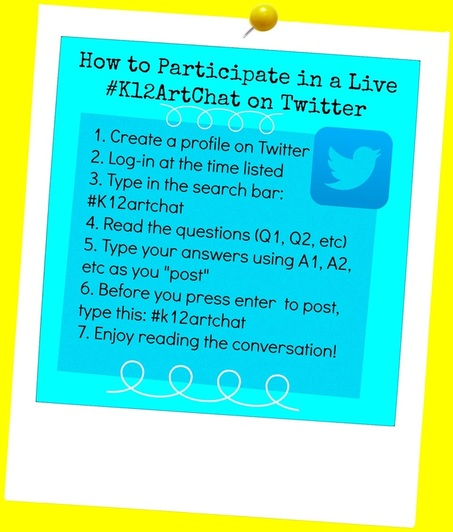 How to Participate in a Live
#K12ArtChat on Twitter
1. Create a profile on Twitter
2. Log-in at the time listed
3. Type in the search bar:
#K12artchat
4. Read the questions (Q1, Q2, etc)
5. Type your answers using A1, A2,
etc as you "post"
6. Before you press enter to post,
type this: #k12artchat
7. Enjoy reading the conversation!